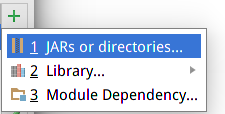 1 JARs or directories...
2 Library...
3 Module Dependency...